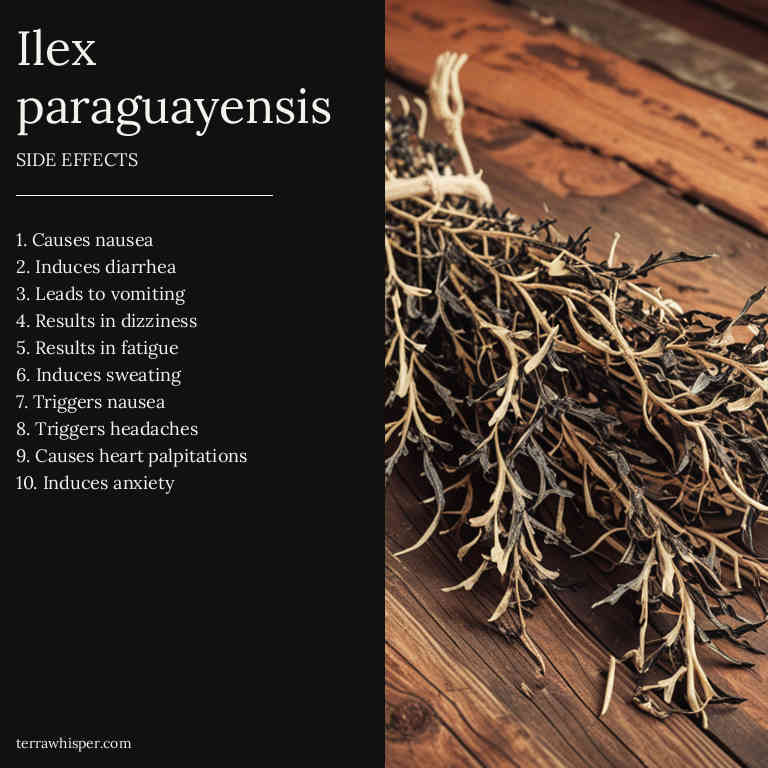 Ilex
paraguayensis
SIDE EFFECTS
1. Causes nausea
2. Induces diarrhea
3. Leads to vomiting
4. Results in dizziness
5. Results in fatigue
6. Induces sweating
7. Triggers nausea
8. Triggers headaches
9. Causes heart palpitations
10. Induces anxiety
terrawhisper.com